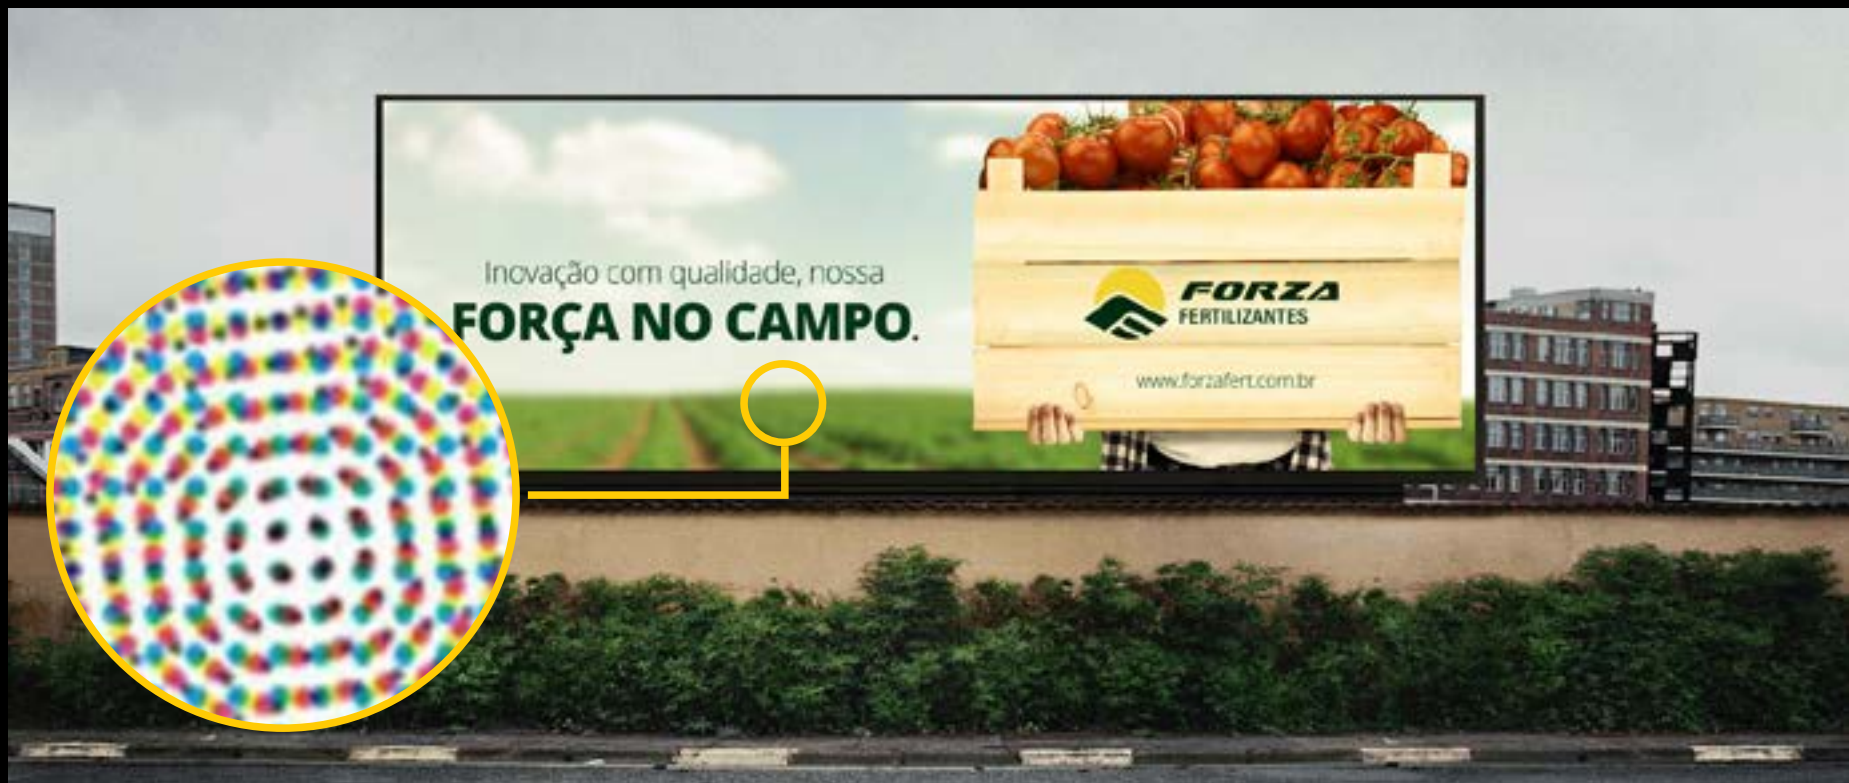 Inovação com qualidade, nossa
FORÇA NO CAMPO.
FORZA
FERTILIZANTES
www.forzafert.com.br